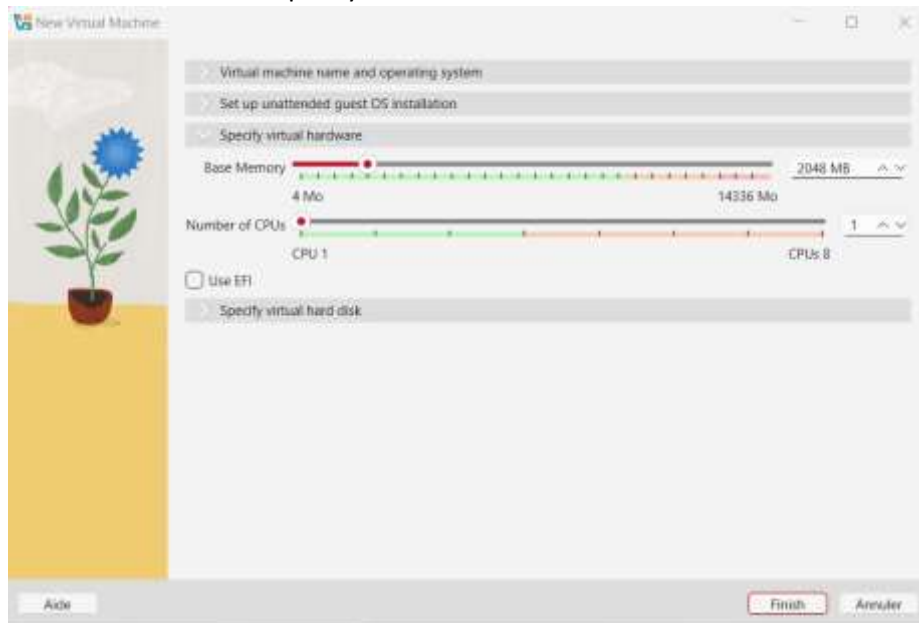 New Virtual Machine
Virtual machine name and operating system
Set up unattended guest OS installation
Specify virtual hardware
Base Memory 2048 MB
4 Mo 14336 Mo
Number of CPUs 1
CPU 1 CPUs 8
Use EFI
Specify virtual hard disk
Aide Finish Annuler